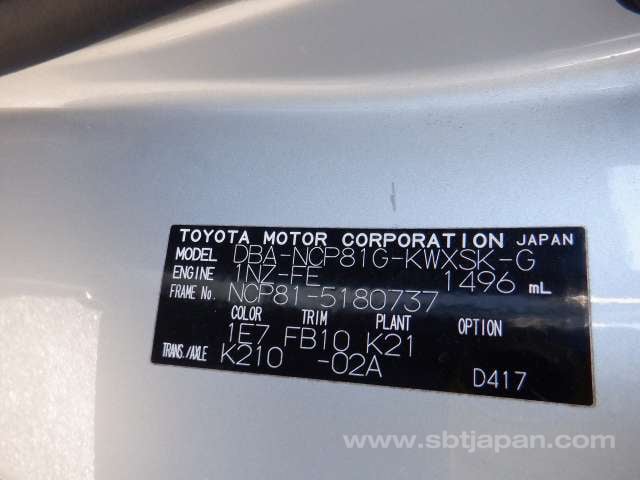 TOYOTA MOTOR CORPORATION JAPAN
MODEL DBA-NCP81G-KWXSK-G
ENGINE 1NZ-FE 1496 mL
FRAME No. NCP81-5180737
COLOR TRIM PLANT OPTION
1E7 FB10 K21
TRANS./AXLE K210 -02A
D417
www.sbtjapan.com